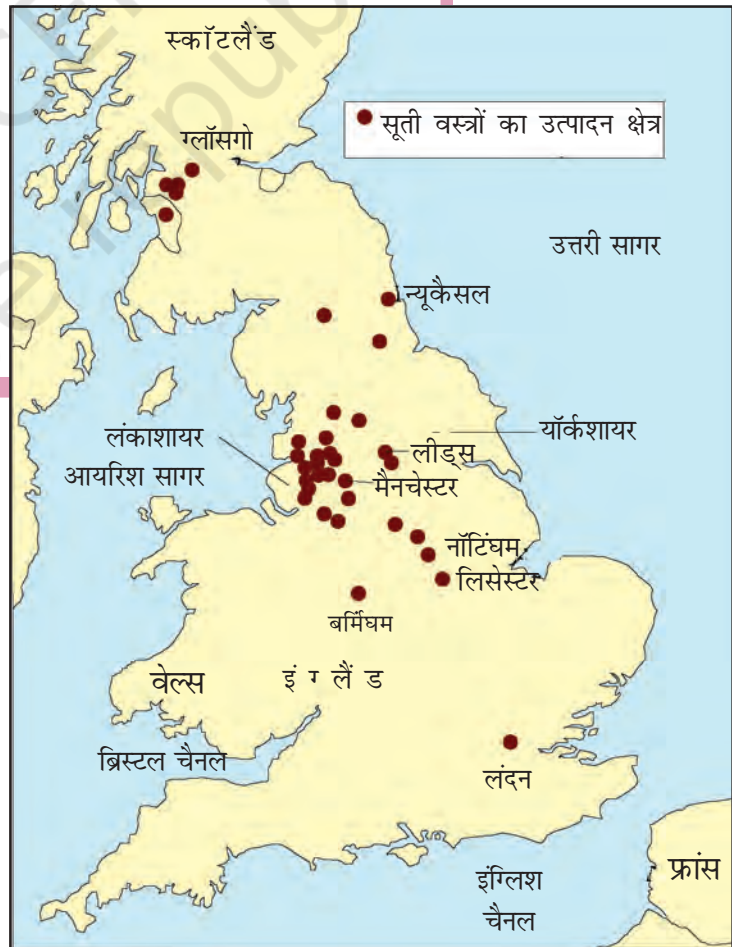 स्कॉटलैंड
ग्लॉसगो
सूती वस्त्रों का उत्पादन क्षेत्र
उत्तरी सागर
न्यूकैसल
लंकाशायर
यॉर्कशायर
लीड्स
आयरिश सागर
मैनचेस्टर
नॉटिंघम
लिसेस्टर
बर्मिंघम
वेल्स
इंग्लैंड
ब्रिस्टल चैनल
लंदन
फ्रांस
इंग्लिश
चैनल